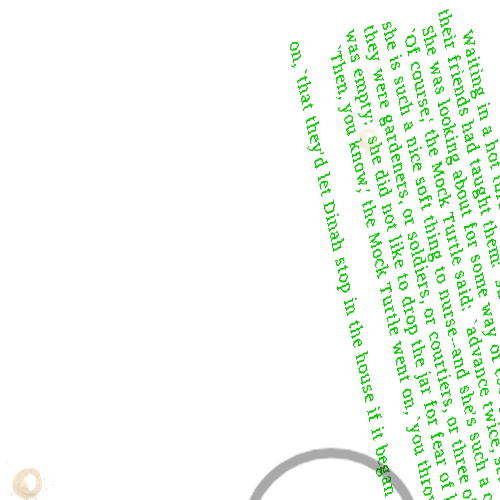 Waiting in a hot
their friends had taught them:
She was looking about for some way of
`Of course,' the Mock Turtle said: `advance twice,
she is such a nice soft thing to nurse--and she's such a
they were gardeners, or soldiers, or courtiers, or three
was empty: she did not like to drop the jar for fear of
`Then, you know,' the Mock Turtle went on, `you
on, `that they'd let Dinah stop in the house if it began